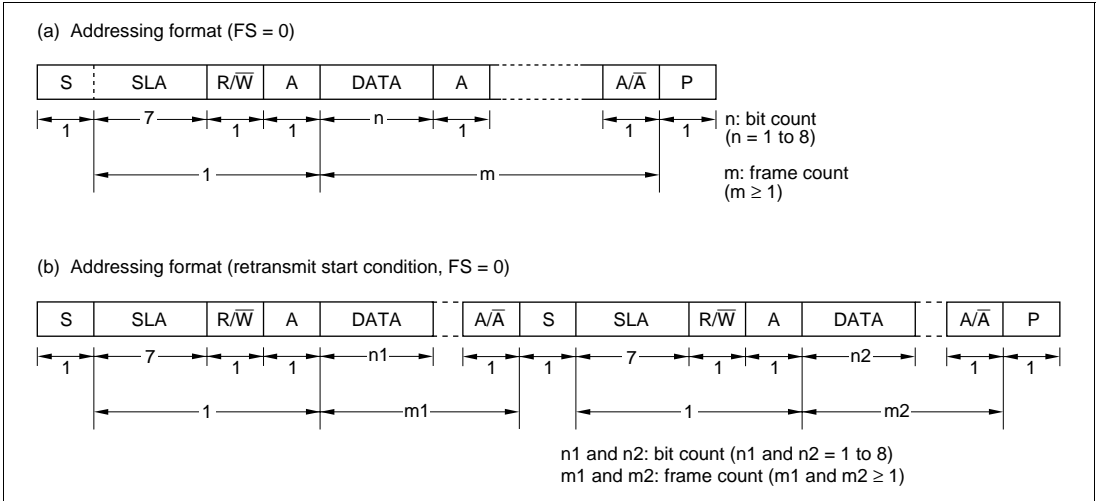 (a) Addressing format (FS = 0)
S SLA R/W̅ A DATA A A/A̅ P
1 7 1 1 n 1 1 1
n: bit count
(n = 1 to 8)
1 m
m: frame count
(m ≥ 1)
(b) Addressing format (retransmit start condition, FS = 0)
S SLA R/W̅ A DATA A/A̅ S SLA R/W̅ A DATA A/A̅ P
1 7 1 1 n1 1 1 7 1 1 n2 1 1
1 m1 1 m2
n1 and n2: bit count (n1 and n2 = 1 to 8)
m1 and m2: frame count (m1 and m2 ≥ 1)